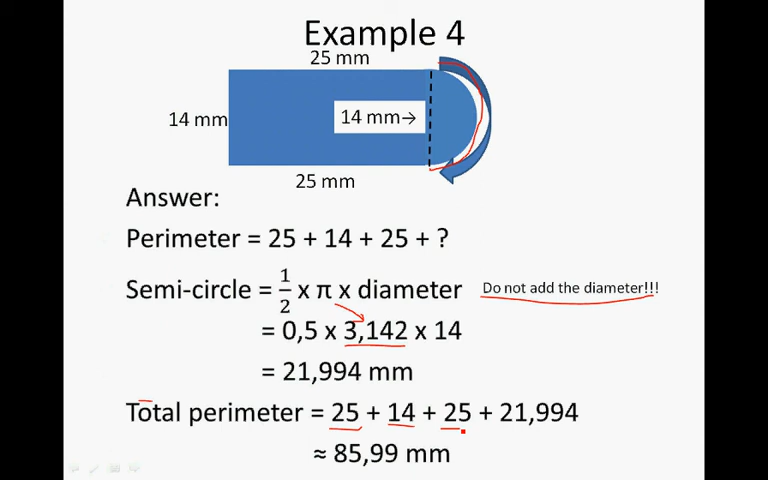 Example 4
25 mm
14 mm
14 mm→
25 mm
Answer:
Perimeter = 25 + 14 + 25 + ?
Semi-circle = 1/2 x π x diameter
Do not add the diameter!!!
= 0,5 x 3,142 x 14
= 21,994 mm
Total perimeter = 25 + 14 + 25 + 21,994
≈ 85,99 mm